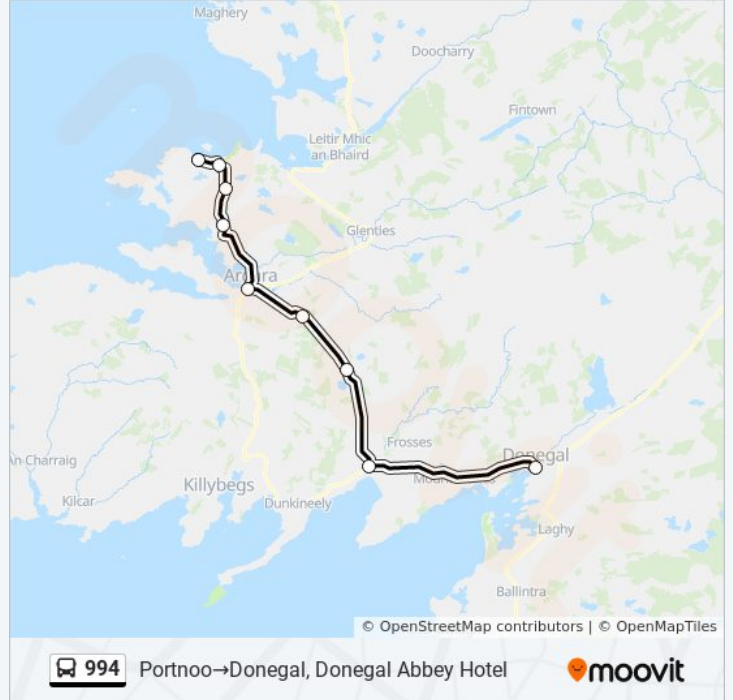 Maghery
Doocharry
Fintown
Leitir Mhic
an Bhaird
Glenties
Ardara
Frosses
Donegal
An Charraig
Killybegs
Kilcar
Dunkineely
Laghy
Ballintra
© OpenStreetMap contributors | © OpenMapTiles
994 Portnoo→Donegal, Donegal Abbey Hotel moovit